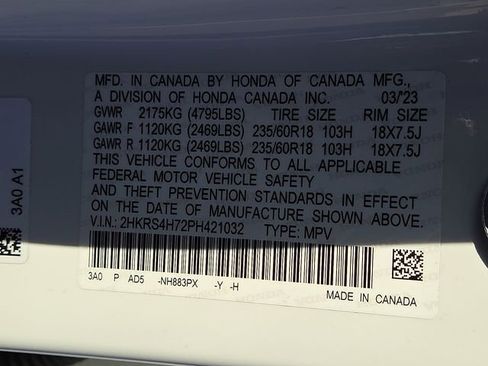 MFD. IN CANADA BY HONDA OF CANADA MFG.,
A DIVISION OF HONDA CANADA INC. 03/'23
GVWR 2175KG (4795LBS) TIRE SIZE RIM SIZE
GAWR F 1120KG (2469LBS) 235/60R18 103H 18X7.5J
GAWR R 1120KG (2469LBS) 235/60R18 103H 18X7.5J
THIS VEHICLE CONFORMS TO ALL APPLICABLE
FEDERAL MOTOR VEHICLE SAFETY
AND THEFT PREVENTION STANDARDS IN EFFECT
ON THE DATE OF MANUFACTURE SHOWN ABOVE.
V.I.N.: 2HKRS4H72PH421032 TYPE: MPV
3A0 P AD5 -NH883PX -Y -H
MADE IN CANADA
3A0 A1